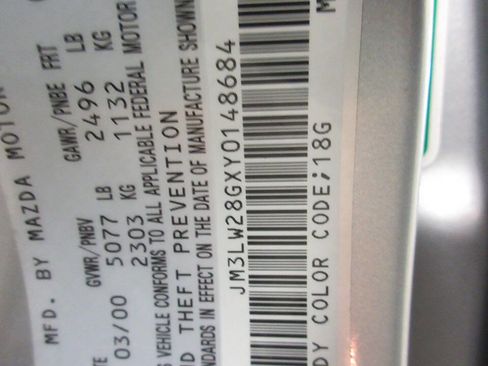 MFD. BY MAZDA MOTOR
GVWR/PNBV GAWR/PNBE FRT
03/00 5077 LB 2496 LB
2303 KG 1132 KG
VEHICLE CONFORMS TO ALL APPLICABLE FEDERAL MOTOR
THEFT PREVENTION
IN EFFECT ON THE DATE OF MANUFACTURE SHOWN
JM3LW28GXY0148684
COLOR CODE;18G